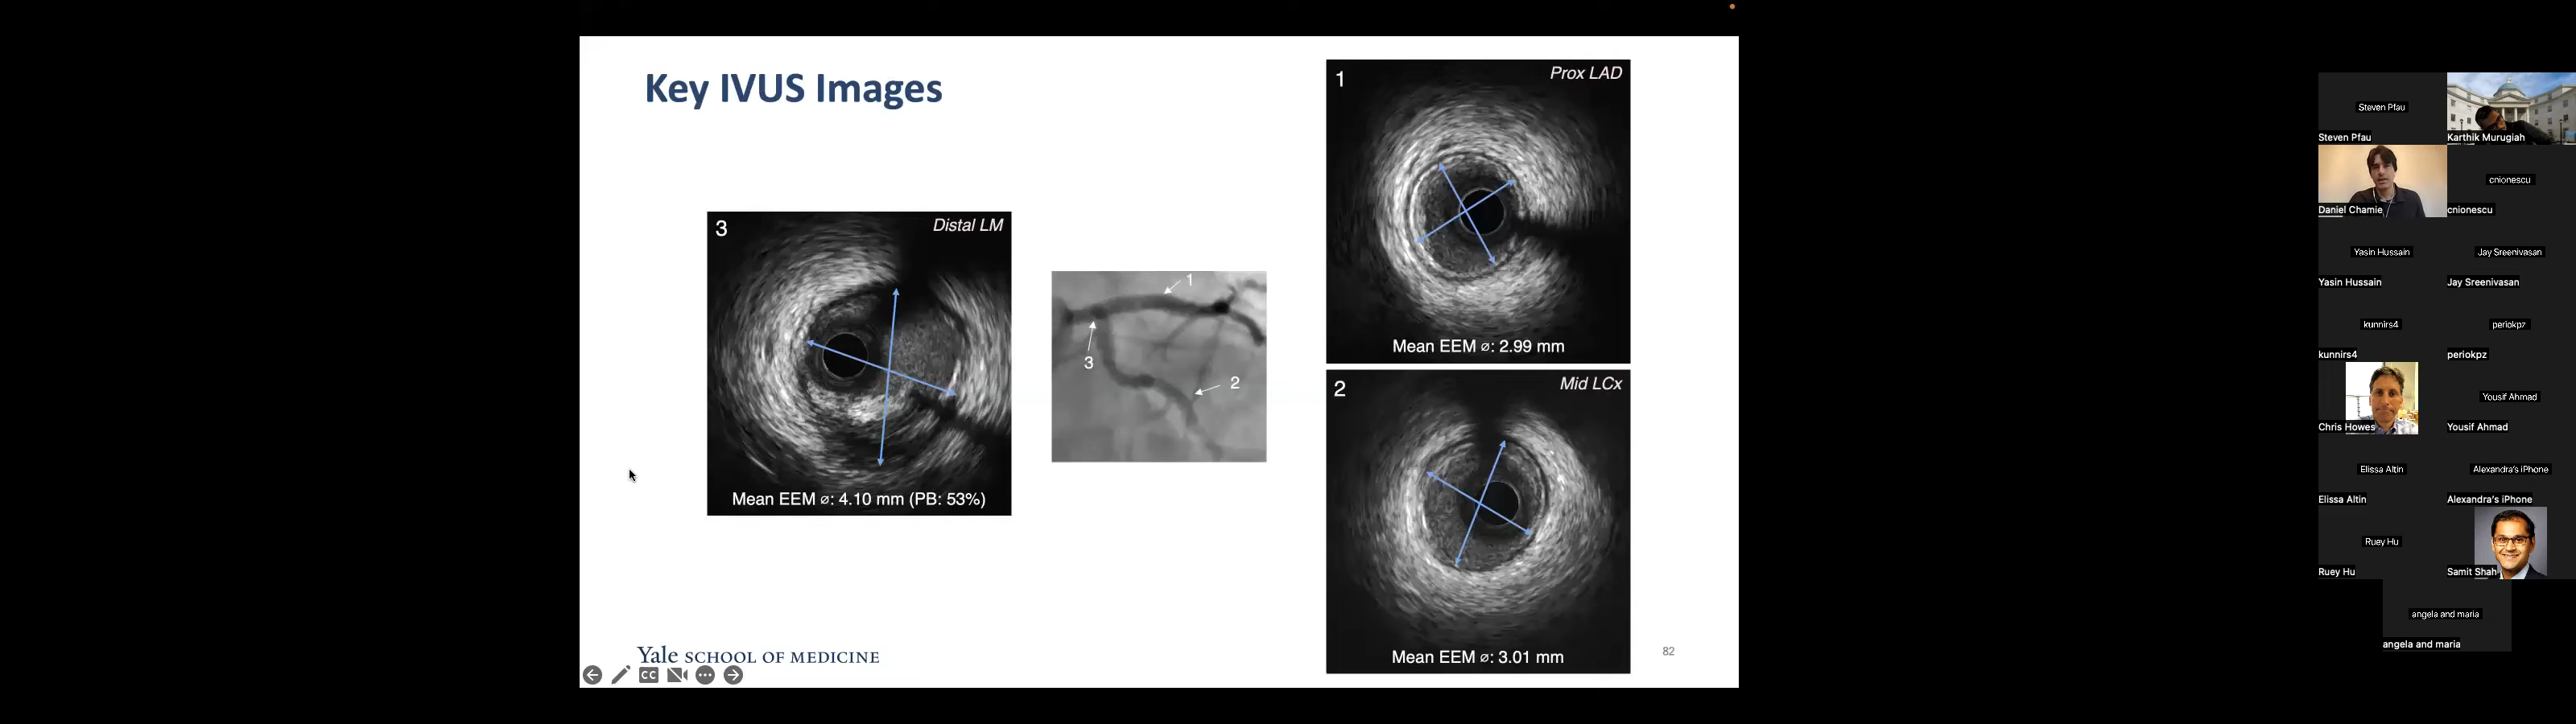 Key IVUS Images
1
Prox LAD
Mean EEM ⌀: 2.99 mm
3
Distal LM
Mean EEM ⌀: 4.10 mm (PB: 53%)
1
3
2
2
Mid LCx
Mean EEM ⌀: 3.01 mm
Yale SCHOOL OF MEDICINE
CC
82
Steven Pfau
Steven Pfau
Karthik Murugiah
Daniel Chamie
cnionescu
cnionescu
Yasin Hussain
Yasin Hussain
Jay Sreenivasan
Jay Sreenivasan
kunnirs4
kunnirs4
periokpz
periokpz
Chris Howes
Yousif Ahmad
Yousif Ahmad
Elissa Altin
Elissa Altin
Alexandra's iPhone
Alexandra's iPhone
Ruey Hu
Ruey Hu
Samit Shah
angela and maria
angela and maria